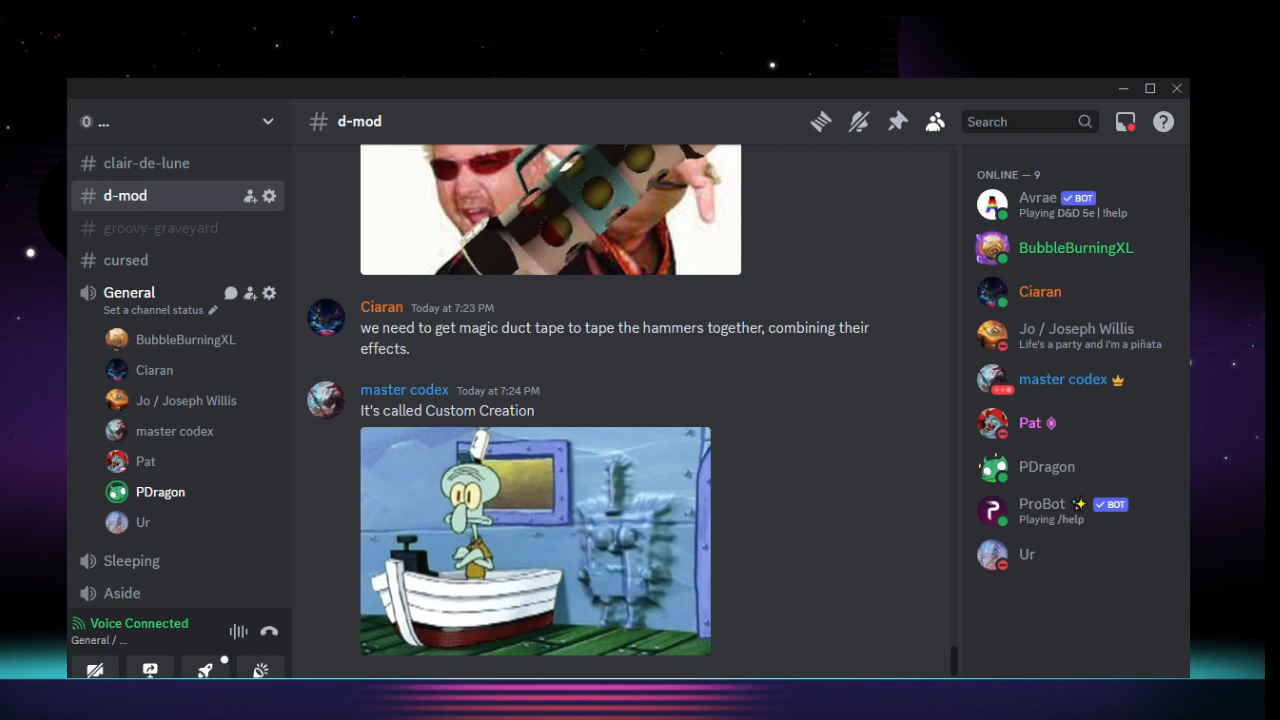 ...
clair-de-lune
d-mod
groovy-graveyard
cursed
General
Set a channel status
BubbleBurningXL
Ciaran
Jo / Joseph Willis
master codex
Pat
PDragon
Ur
Sleeping
Aside
Voice Connected
General / ...
d-mod
Search
Ciaran Today at 7:23 PM
we need to get magic duct tape to tape the hammers together, combining their
effects.
master codex Today at 7:24 PM
It's called Custom Creation
ONLINE — 9
Avrae BOT
Playing D&D 5e | !help
BubbleBurningXL
Ciaran
Jo / Joseph Willis
Life's a party and I'm a piñata
master codex
Pat
PDragon
ProBot ✨ BOT
Playing /help
Ur